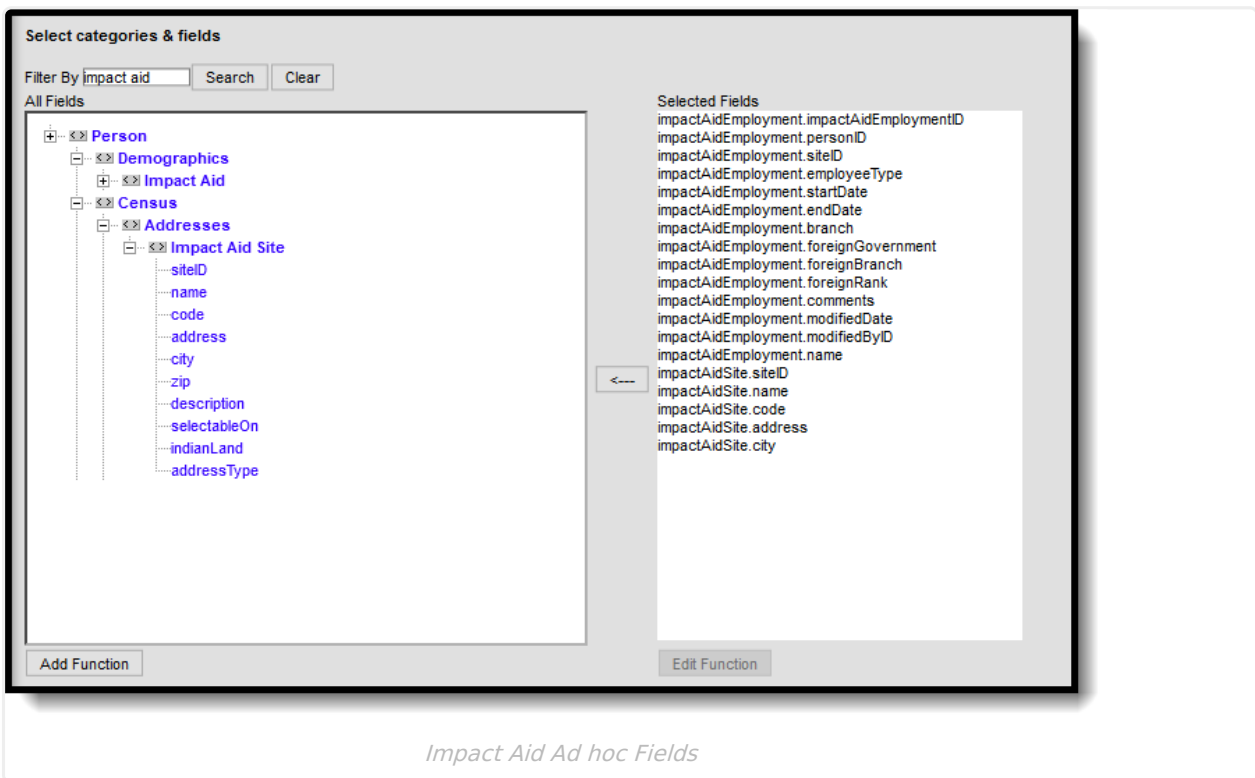 Select categories & fields
Filter By impact aid Search Clear
All Fields
Person
Demographics
Impact Aid
Census
Addresses
Impact Aid Site
siteID
name
code
address
city
zip
description
selectableOn
indianLand
addressType
Add Function
<---
Selected Fields
impactAidEmployment.impactAidEmploymentID
impactAidEmployment.personID
impactAidEmployment.siteID
impactAidEmployment.employeeType
impactAidEmployment.startDate
impactAidEmployment.endDate
impactAidEmployment.branch
impactAidEmployment.foreignGovernment
impactAidEmployment.foreignBranch
impactAidEmployment.foreignRank
impactAidEmployment.comments
impactAidEmployment.modifiedDate
impactAidEmployment.modifiedByID
impactAidEmployment.name
impactAidSite.siteID
impactAidSite.name
impactAidSite.code
impactAidSite.address
impactAidSite.city
Edit Function
Impact Aid Ad hoc Fields